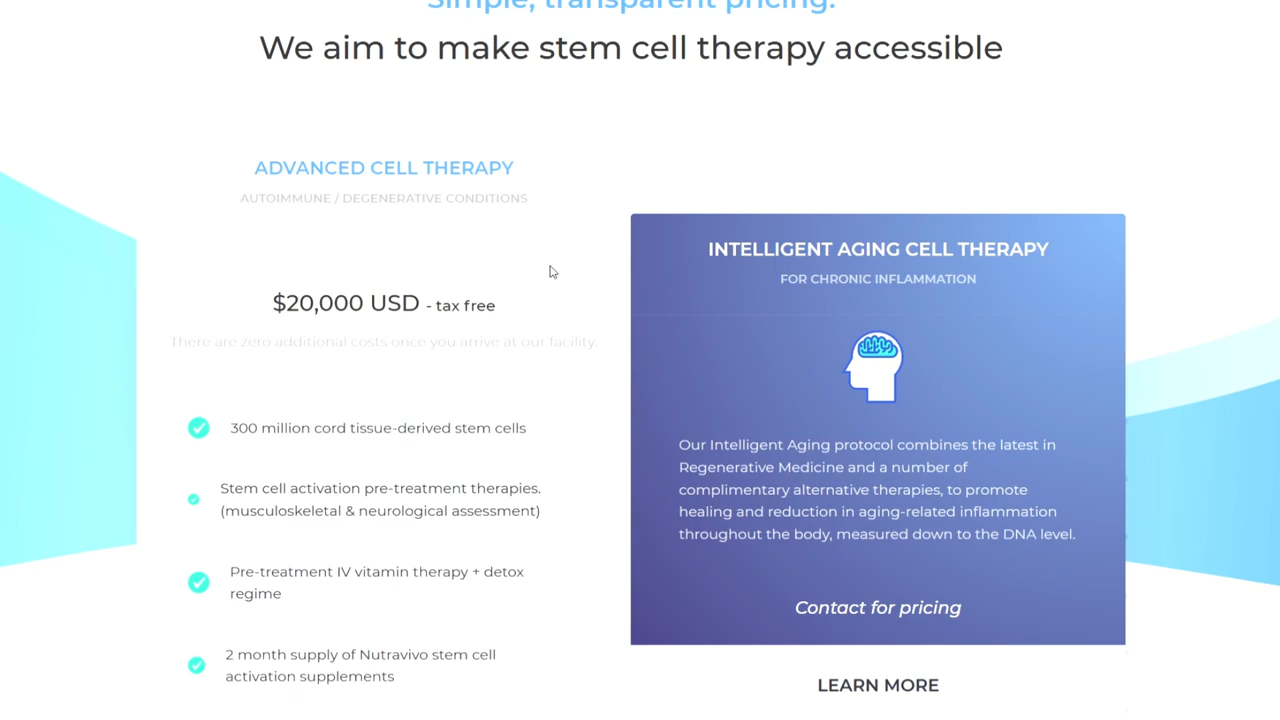 Simple, transparent pricing.
We aim to make stem cell therapy accessible
ADVANCED CELL THERAPY
AUTOIMMUNE / DEGENERATIVE CONDITIONS
$20,000 USD - tax free
There are zero additional costs once you arrive at our facility.
300 million cord tissue-derived stem cells
Stem cell activation pre-treatment therapies.
(musculoskeletal & neurological assessment)
Pre-treatment IV vitamin therapy + detox
regime
2 month supply of Nutravivo stem cell
activation supplements
INTELLIGENT AGING CELL THERAPY
FOR CHRONIC INFLAMMATION
Our Intelligent Aging protocol combines the latest in
Regenerative Medicine and a number of
complimentary alternative therapies, to promote
healing and reduction in aging-related inflammation
throughout the body, measured down to the DNA level.
Contact for pricing
LEARN MORE